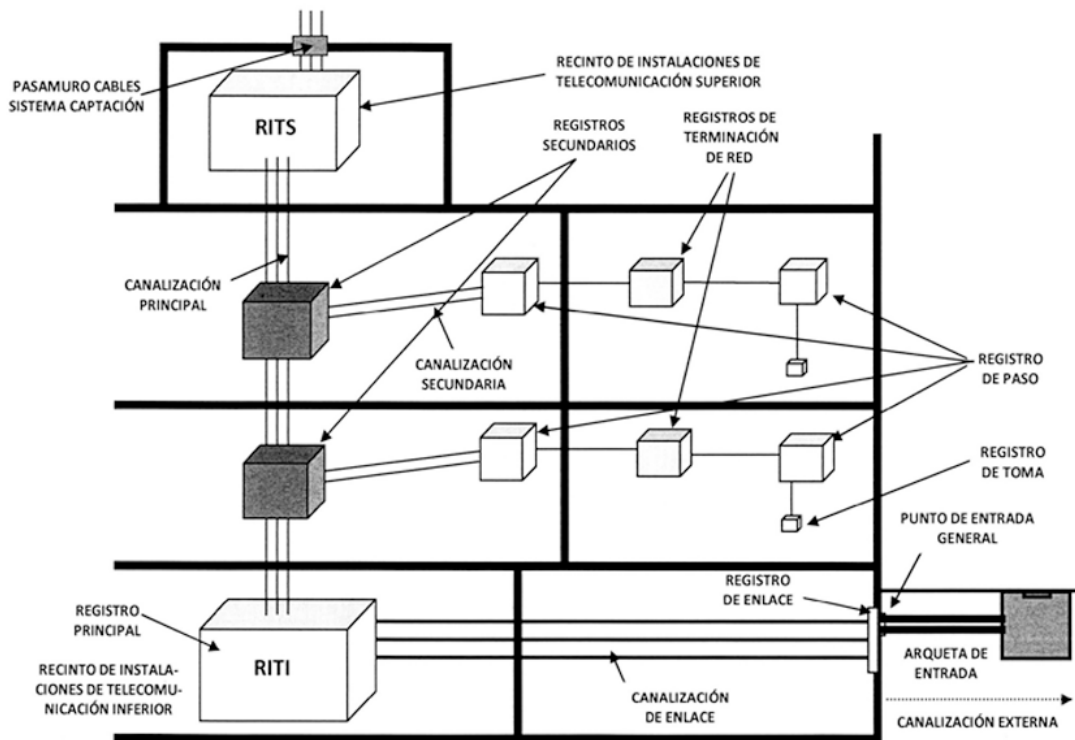 PASAMURO CABLES
SISTEMA CAPTACIÓN
RITS
RECINTO DE INSTALACIONES DE
TELECOMUNICACIÓN SUPERIOR
REGISTROS
SECUNDARIOS
REGISTROS DE
TERMINACIÓN
DE RED
CANALIZACIÓN
PRINCIPAL
CANALIZACIÓN
SECUNDARIA
REGISTRO
DE PASO
REGISTRO
DE TOMA
PUNTO DE ENTRADA
GENERAL
REGISTRO
DE ENLACE
REGISTRO
PRINCIPAL
RITI
RECINTO DE INSTALA-
CIONES DE TELECOMU-
NICACIÓN INFERIOR
CANALIZACIÓN
DE ENLACE
ARQUETA DE
ENTRADA
CANALIZACIÓN EXTERNA